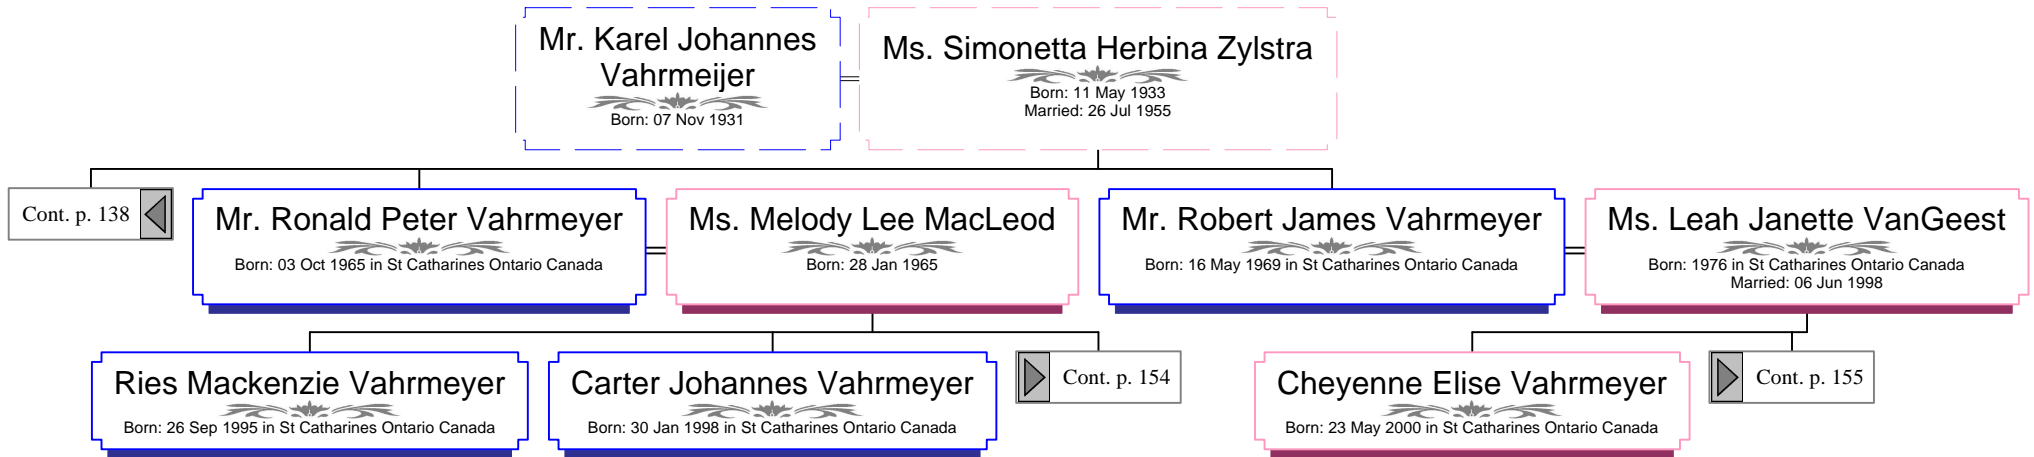 Mr. Karel Johannes
Vahrmeijer
Born: 07 Nov 1931
Ms. Simonetta Herbina Zylstra
Born: 11 May 1933
Married: 26 Jul 1955
Cont. p. 138
Mr. Ronald Peter Vahrmeyer
Born: 03 Oct 1965 in St Catharines Ontario Canada
Ms. Melody Lee MacLeod
Born: 28 Jan 1965
Mr. Robert James Vahrmeyer
Born: 16 May 1969 in St Catharines Ontario Canada
Ms. Leah Janette VanGeest
Born: 1976 in St Catharines Ontario Canada
Married: 06 Jun 1998
Ries Mackenzie Vahrmeyer
Born: 26 Sep 1995 in St Catharines Ontario Canada
Carter Johannes Vahrmeyer
Born: 30 Jan 1998 in St Catharines Ontario Canada
Cont. p. 154
Cheyenne Elise Vahrmeyer
Born: 23 May 2000 in St Catharines Ontario Canada
Cont. p. 155